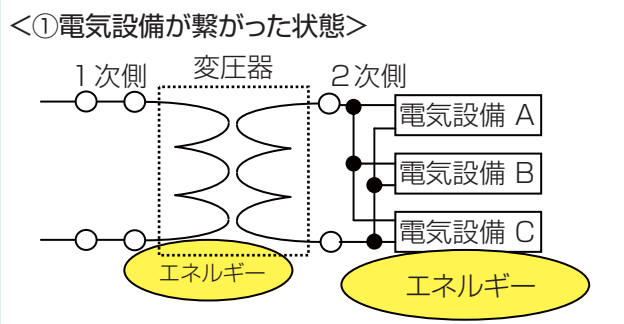 <①電気設備が繋がった状態>
1次側
変圧器
2次側
電気設備 A
電気設備 B
電気設備 C
エネルギー
エネルギー